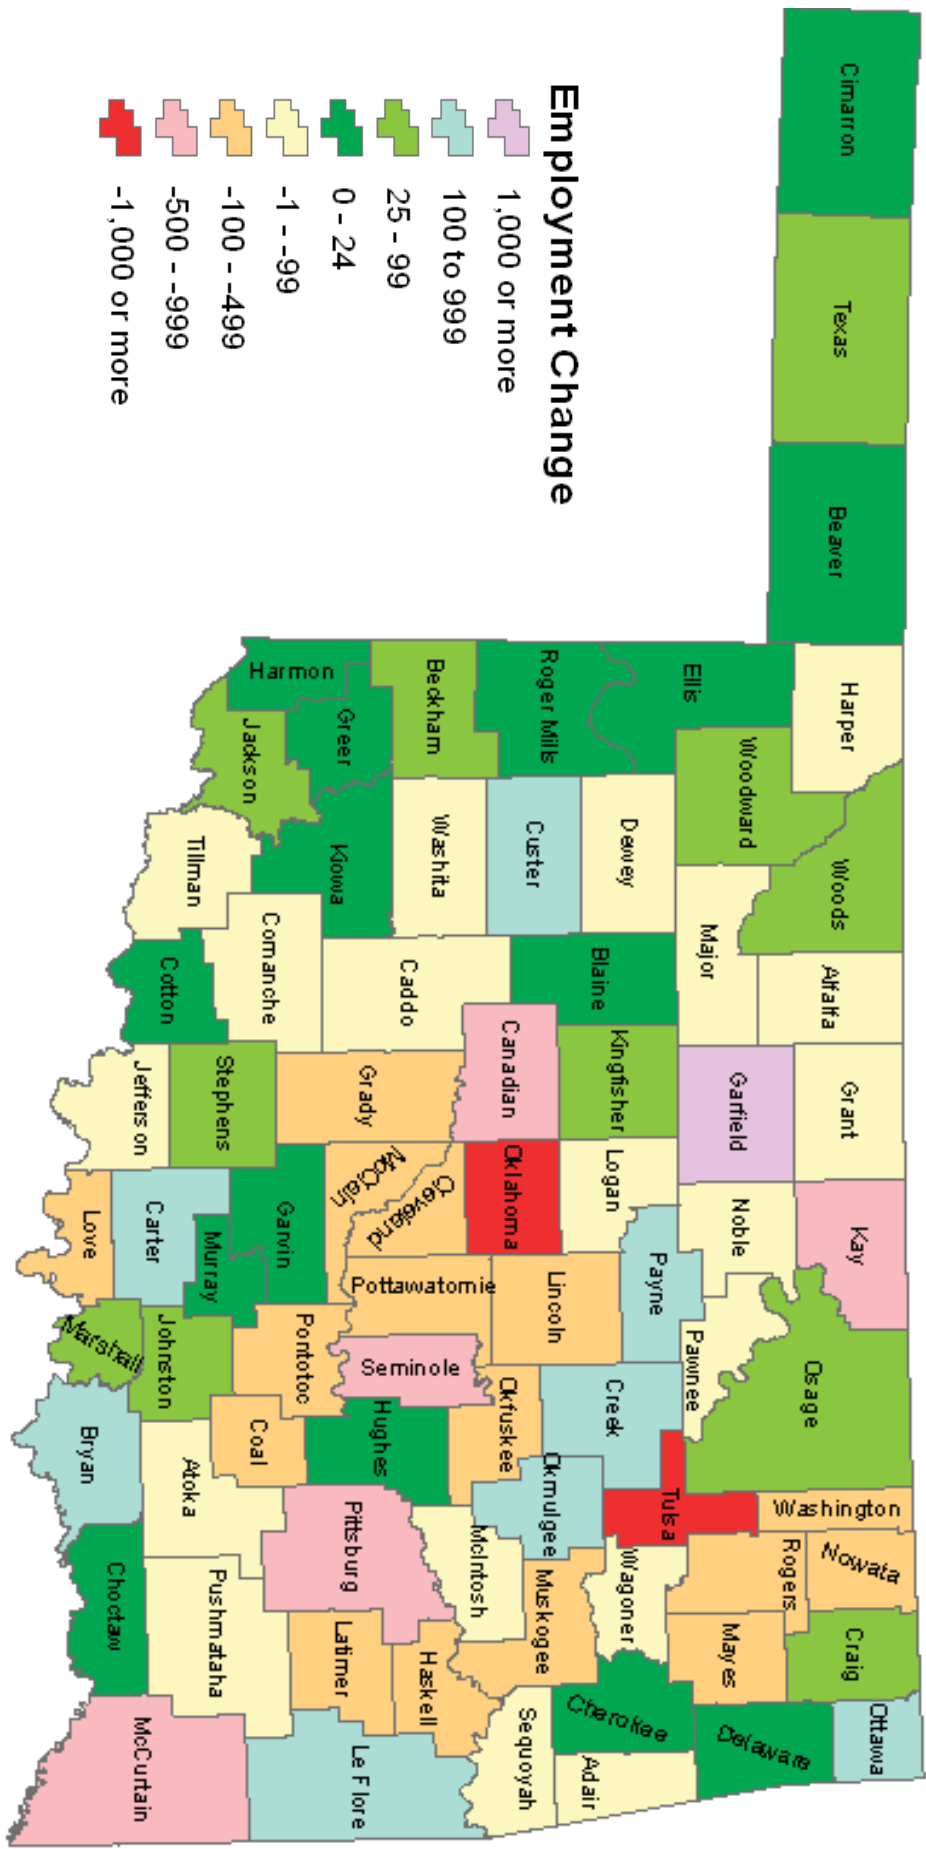 Employment Change
1,000 or more
100 to 999
25 - 99
0 - 24
-1 - -99
-100 - -499
-500 - -999
-1,000 or more
Cimarron
Texas
Beaver
Harper
Woods
Alfalfa
Grant
Kay
Osage
Washington
Nowata
Craig
Ottawa
Ellis
Woodward
Major
Garfield
Noble
Pawnee
Tulsa
Rogers
Mayes
Delaware
Roger Mills
Dewey
Blaine
Kingfisher
Logan
Payne
Creek
Wagoner
Cherokee
Adair
Beckham
Custer
Washita
Caddo
Canadian
Oklahoma
Lincoln
Okfuskee
Okmulgee
Muskogee
McIntosh
Sequoyah
Harmon
Greer
Kiowa
Grady
McClain
Cleveland
Pottawatomie
Seminole
Hughes
Pittsburg
Haskell
Latimer
Le Flore
Jackson
Tillman
Comanche
Stephens
Garvin
Murray
Pontotoc
Coal
Atoka
Pushmataha
McCurtain
Cotton
Jefferson
Carter
Love
Johnston
Marshall
Bryan
Choctaw